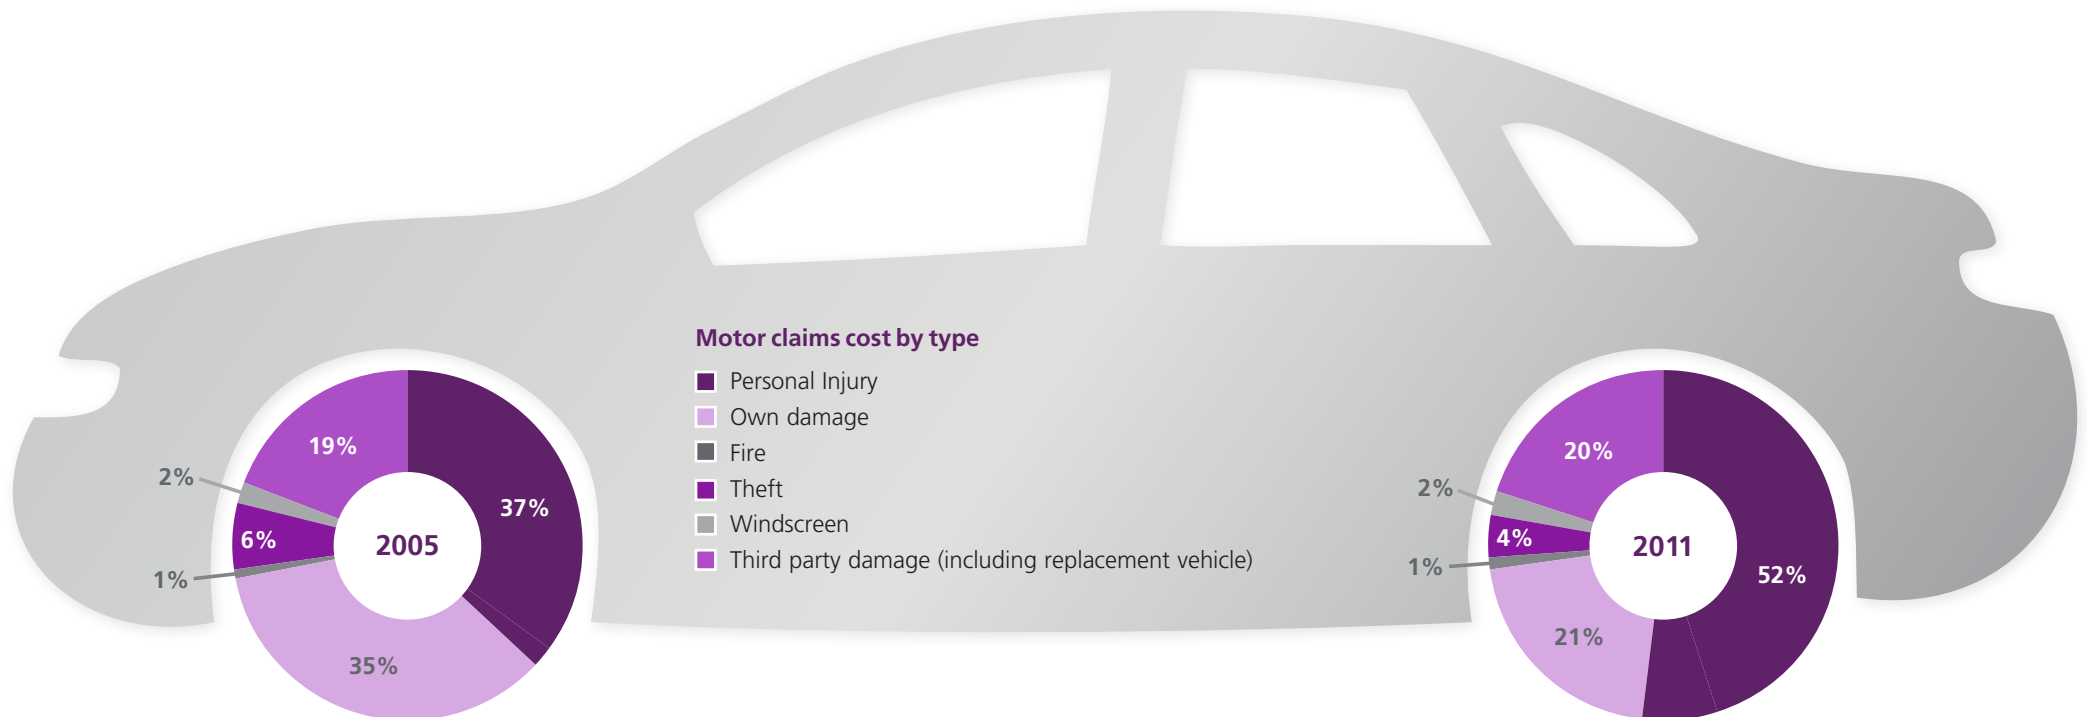 Motor claims cost by type
Personal Injury
Own damage
Fire
Theft
Windscreen
Third party damage (including replacement vehicle)
19%
2%
37%
6%
2005
1%
35%
20%
2%
4%
2011
1%
52%
21%